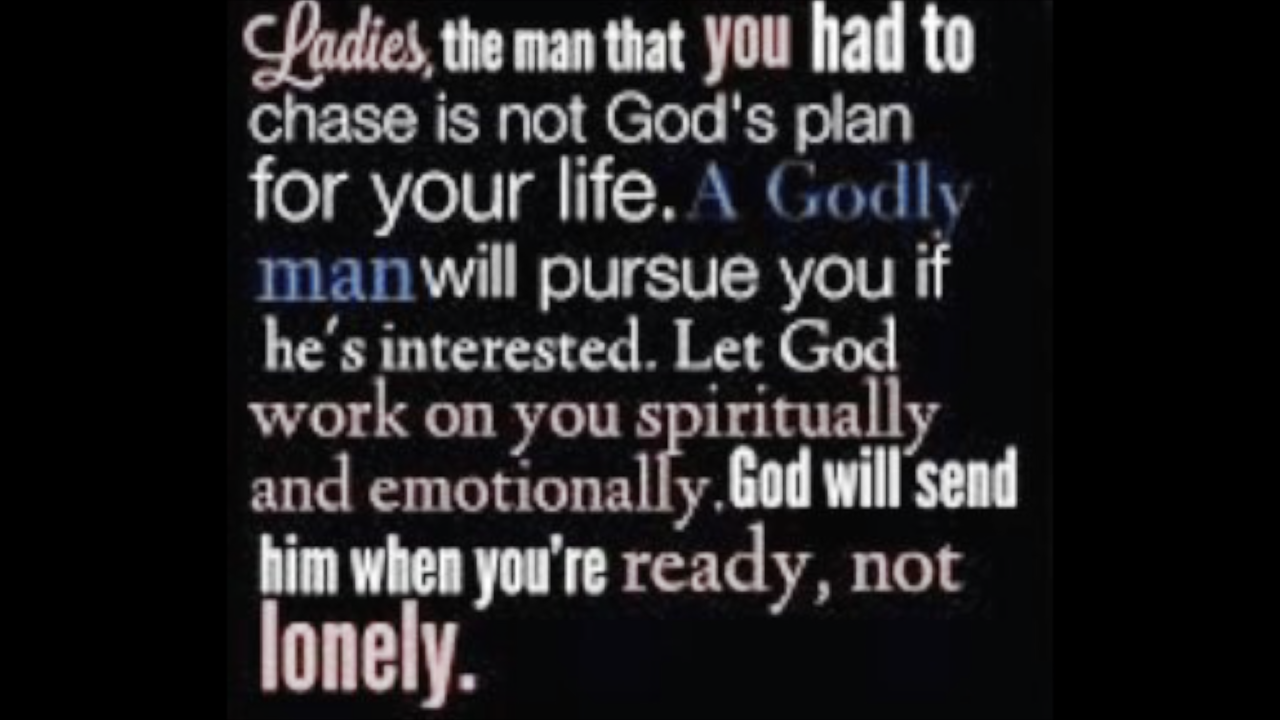 Ladies, the man that you had to
chase is not God's plan
for your life. A Godly
man will pursue you if
he's interested. Let God
work on you spiritually
and emotionally. God will send
him when you're ready, not
lonely.